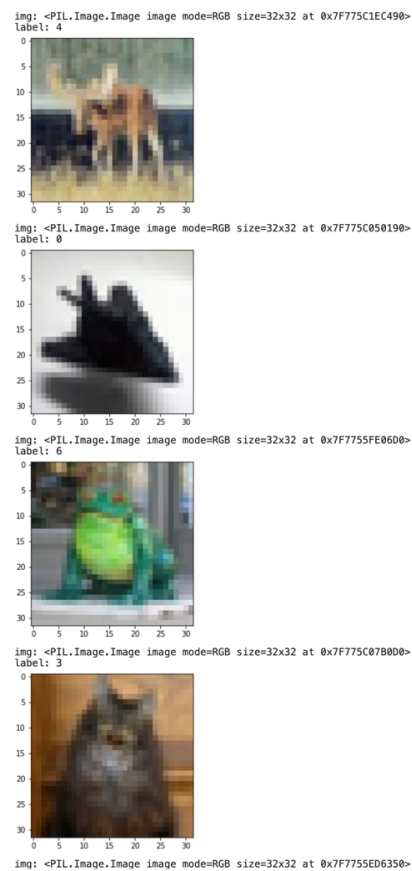 img: <PIL.Image.Image image mode=RGB size=32x32 at 0x7F775C1EC490>
label: 4
0
5
10
15
20
25
30
0 5 10 15 20 25 30
img: <PIL.Image.Image image mode=RGB size=32x32 at 0x7F775C050190>
label: 0
0
5
10
15
20
25
30
0 5 10 15 20 25 30
img: <PIL.Image.Image image mode=RGB size=32x32 at 0x7F7755FE06D0>
label: 6
0
5
10
15
20
25
30
0 5 10 15 20 25 30
img: <PIL.Image.Image image mode=RGB size=32x32 at 0x7F775C07B0D0>
label: 3
0
5
10
15
20
25
30
0 5 10 15 20 25 30
img: <PIL.Image.Image image mode=RGB size=32x32 at 0x7F7755ED6350>